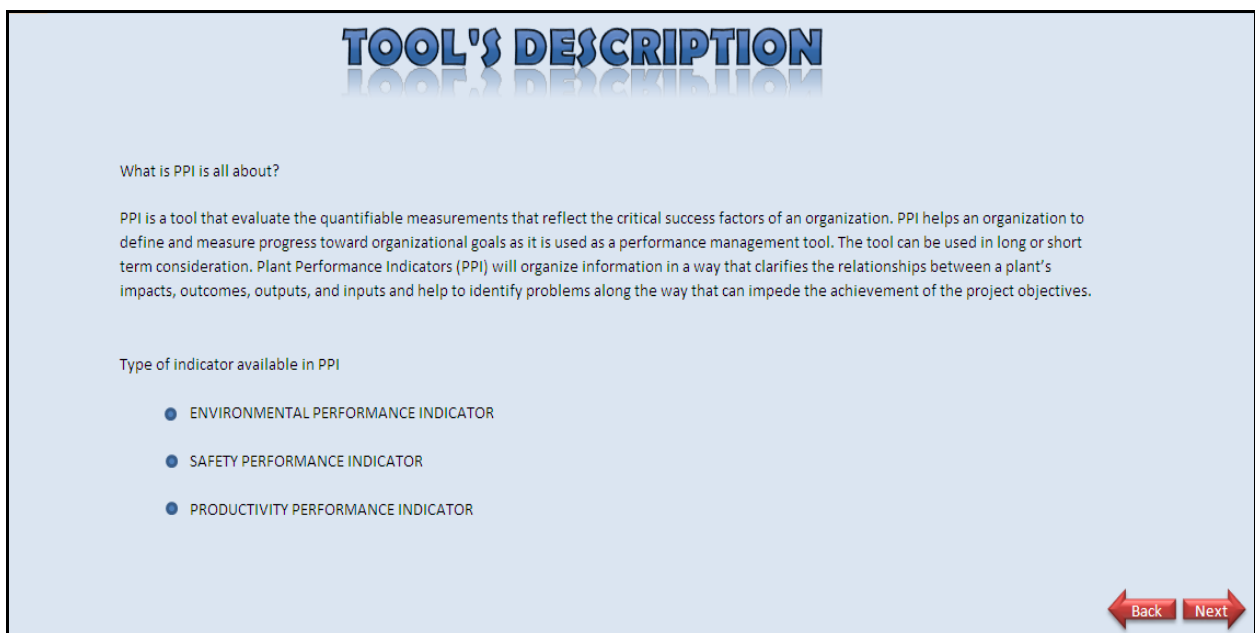 TOOL'S DESCRIPTION
What is PPI is all about?
PPI is a tool that evaluate the quantifiable measurements that reflect the critical success factors of an organization. PPI helps an organization to
define and measure progress toward organizational goals as it is used as a performance management tool. The tool can be used in long or short
term consideration. Plant Performance Indicators (PPI) will organize information in a way that clarifies the relationships between a plant's
impacts, outcomes, outputs, and inputs and help to identify problems along the way that can impede the achievement of the project objectives.
Type of indicator available in PPI
ENVIRONMENTAL PERFORMANCE INDICATOR
SAFETY PERFORMANCE INDICATOR
PRODUCTIVITY PERFORMANCE INDICATOR
Back Next